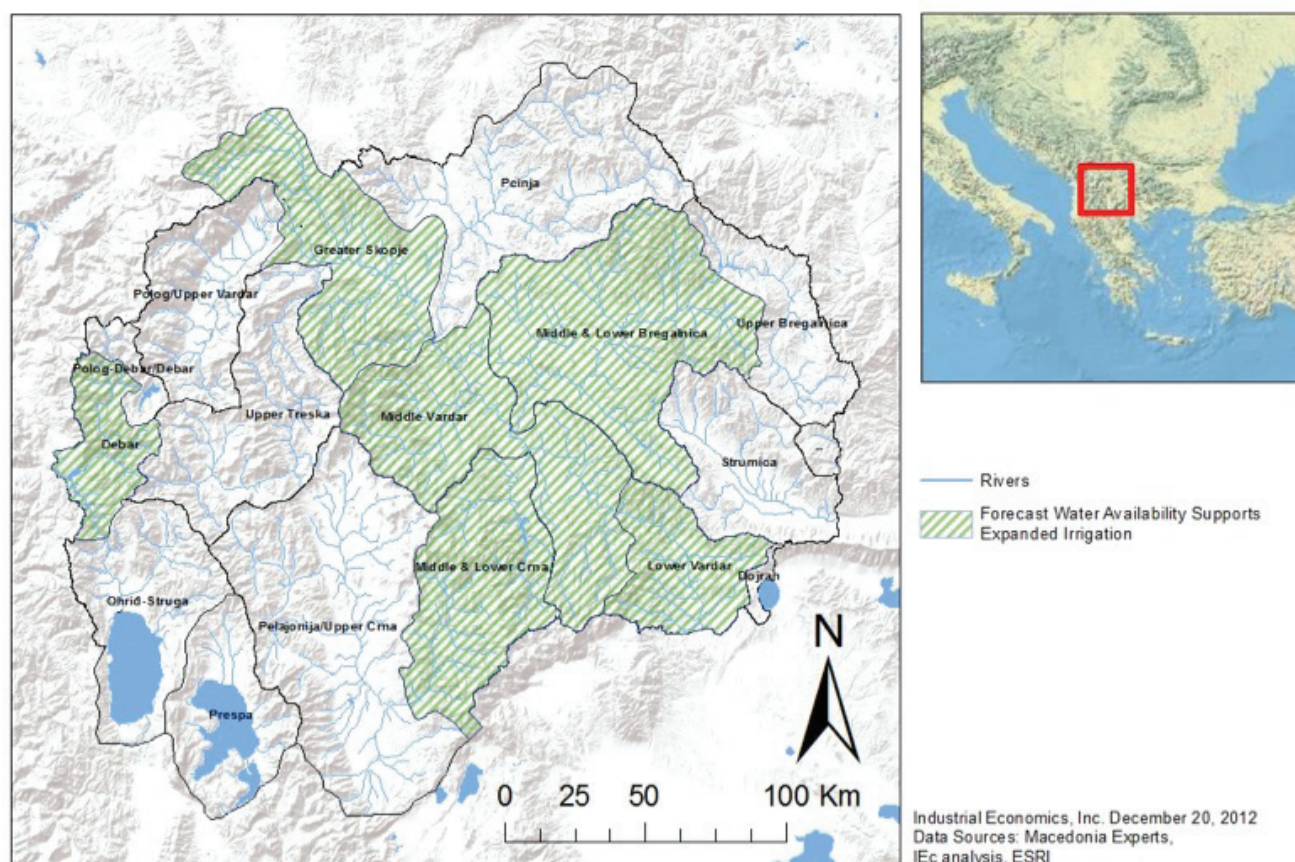 Pcinja
Greater Skopje
Polog/Upper Vardar
Middle & Lower Bregalnica
Upper Bregalnica
Polog-Debar/Debar
Upper Treska
Middle Vardar
Debar
Strumica
Middle & Lower Crna
Lower Vardar
Dojran
Ohrid-Struga
Pelajonija/Upper Crna
Prespa
N
0 25 50 100 Km
Rivers
Forecast Water Availability Supports
Expanded Irrigation
Industrial Economics, Inc. December 20, 2012
Data Sources: Macedonia Experts,
IEc analysis, ESRI